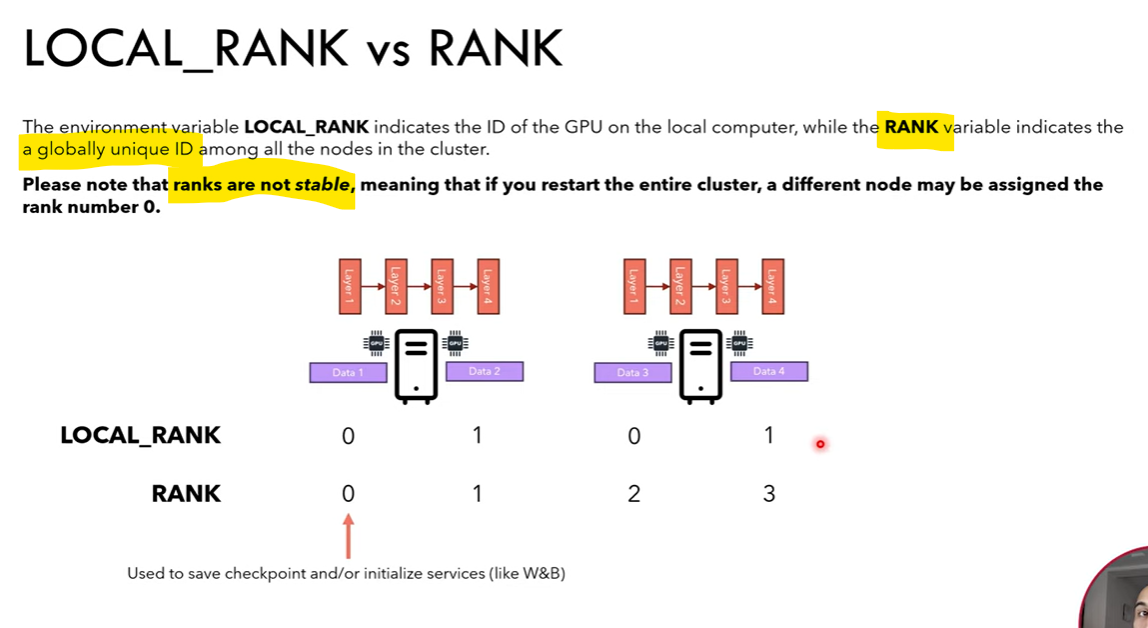 LOCAL_RANK vs RANK
The environment variable LOCAL_RANK indicates the ID of the GPU on the local computer, while the RANK variable indicates the
a globally unique ID among all the nodes in the cluster.
Please note that ranks are not stable, meaning that if you restart the entire cluster, a different node may be assigned the
rank number 0.
Layer 1 Layer 2 Layer 3 Layer 4 Layer 1 Layer 2 Layer 3 Layer 4
GPU GPU GPU GPU
Data 1 Data 2 Data 3 Data 4
LOCAL_RANK 0 1 0 1
RANK 0 1 2 3
Used to save checkpoint and/or initialize services (like W&B)